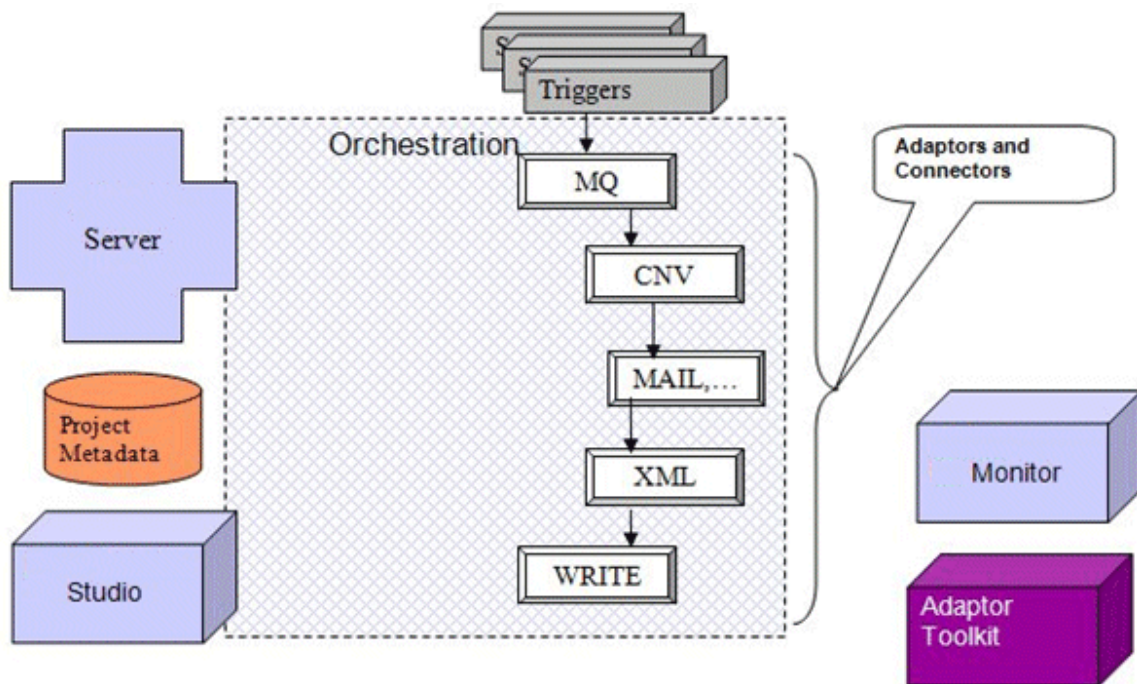 S
S
Triggers
Orchestration
MQ
Adaptors and
Connectors
Server
CNV
MAIL,...
Project
Metadata
XML
Monitor
Studio
WRITE
Adaptor
Toolkit